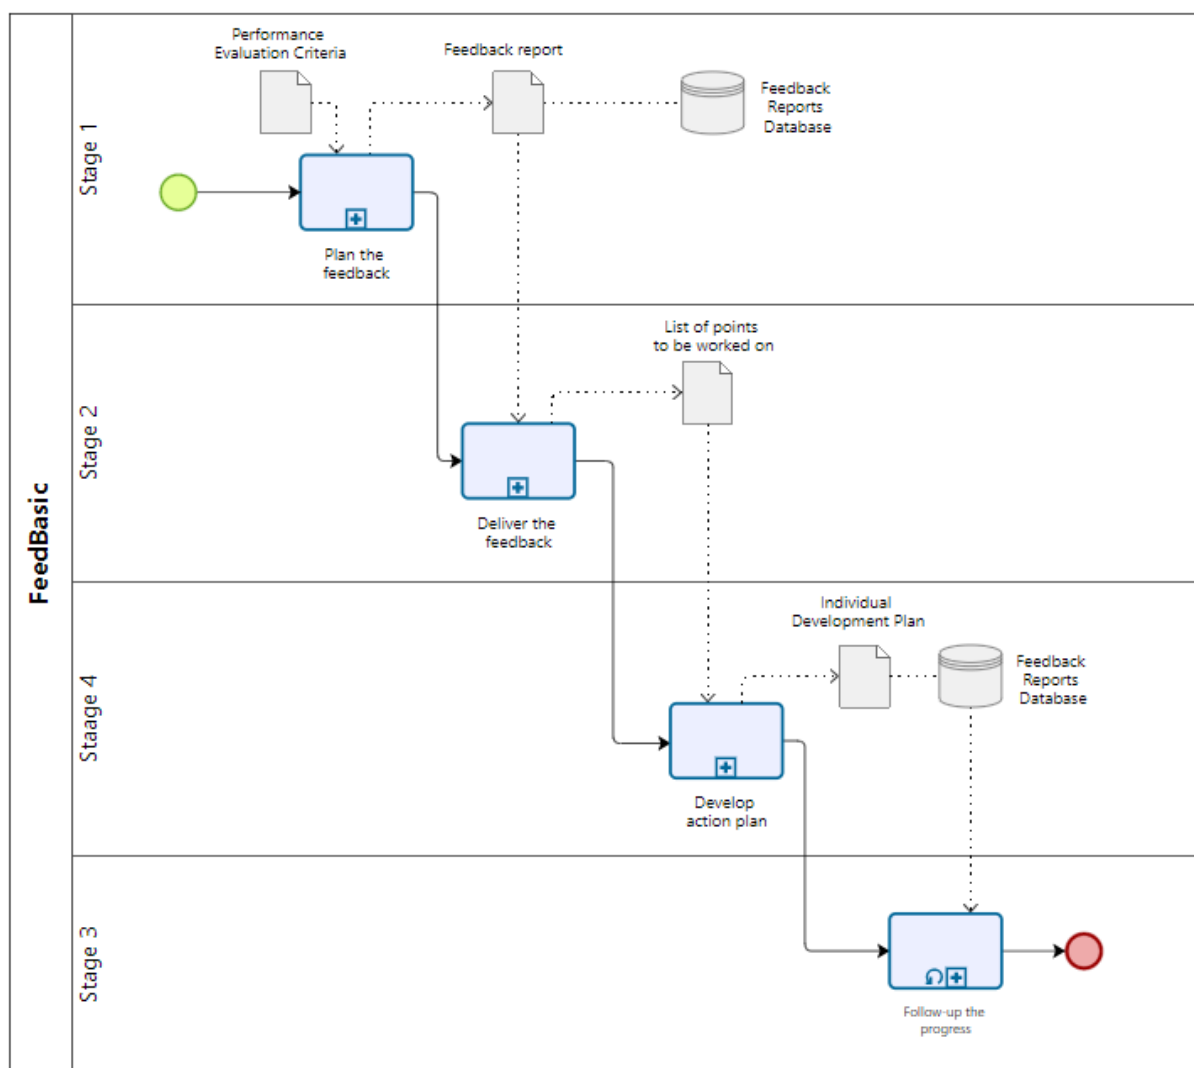 FeedBasic
Stage 1
Performance
Evaluation Criteria
Feedback report
Feedback
Reports
Database
Plan the
feedback
Stage 2
List of points
to be worked on
Deliver the
feedback
Staage 4
Individual
Development Plan
Feedback
Reports
Database
Develop
action plan
Stage 3
Follow-up the
progress